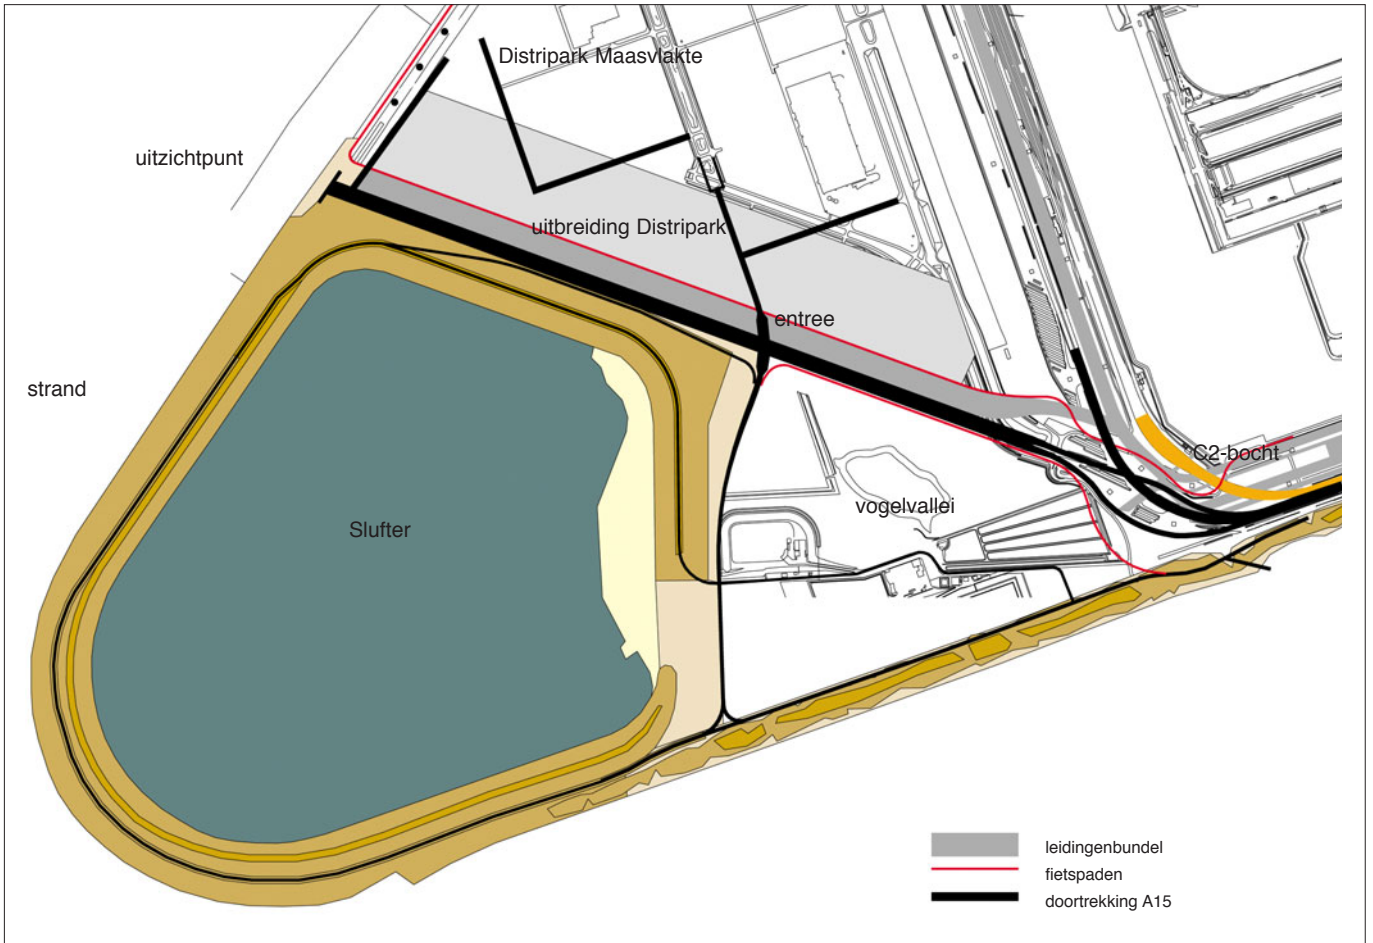 Distripark Maasvlakte
uitzichtpunt
uitbreiding Distripark
entree
strand
C2-bocht
vogelvallei
Slufter
leidingenbundel
fietspaden
doortrekking A15